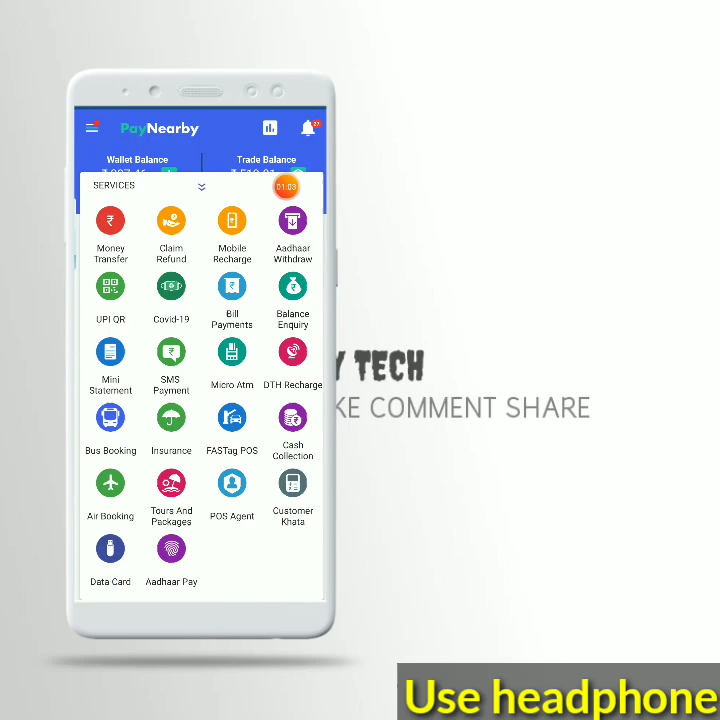 PayNearby
27
Wallet Balance
Trade Balance
SERVICES
01:03
Money
Transfer
Claim
Refund
Mobile
Recharge
Aadhaar
Withdraw
UPI QR
Covid-19
Bill
Payments
Balance
Enquiry
Mini
Statement
SMS
Payment
Micro Atm
DTH Recharge
Bus Booking
Insurance
FASTag POS
Cash
Collection
Air Booking
Tours And
Packages
POS Agent
Customer
Khata
Data Card
Aadhaar Pay
Y TECH
KE COMMENT SHARE
Use headphone